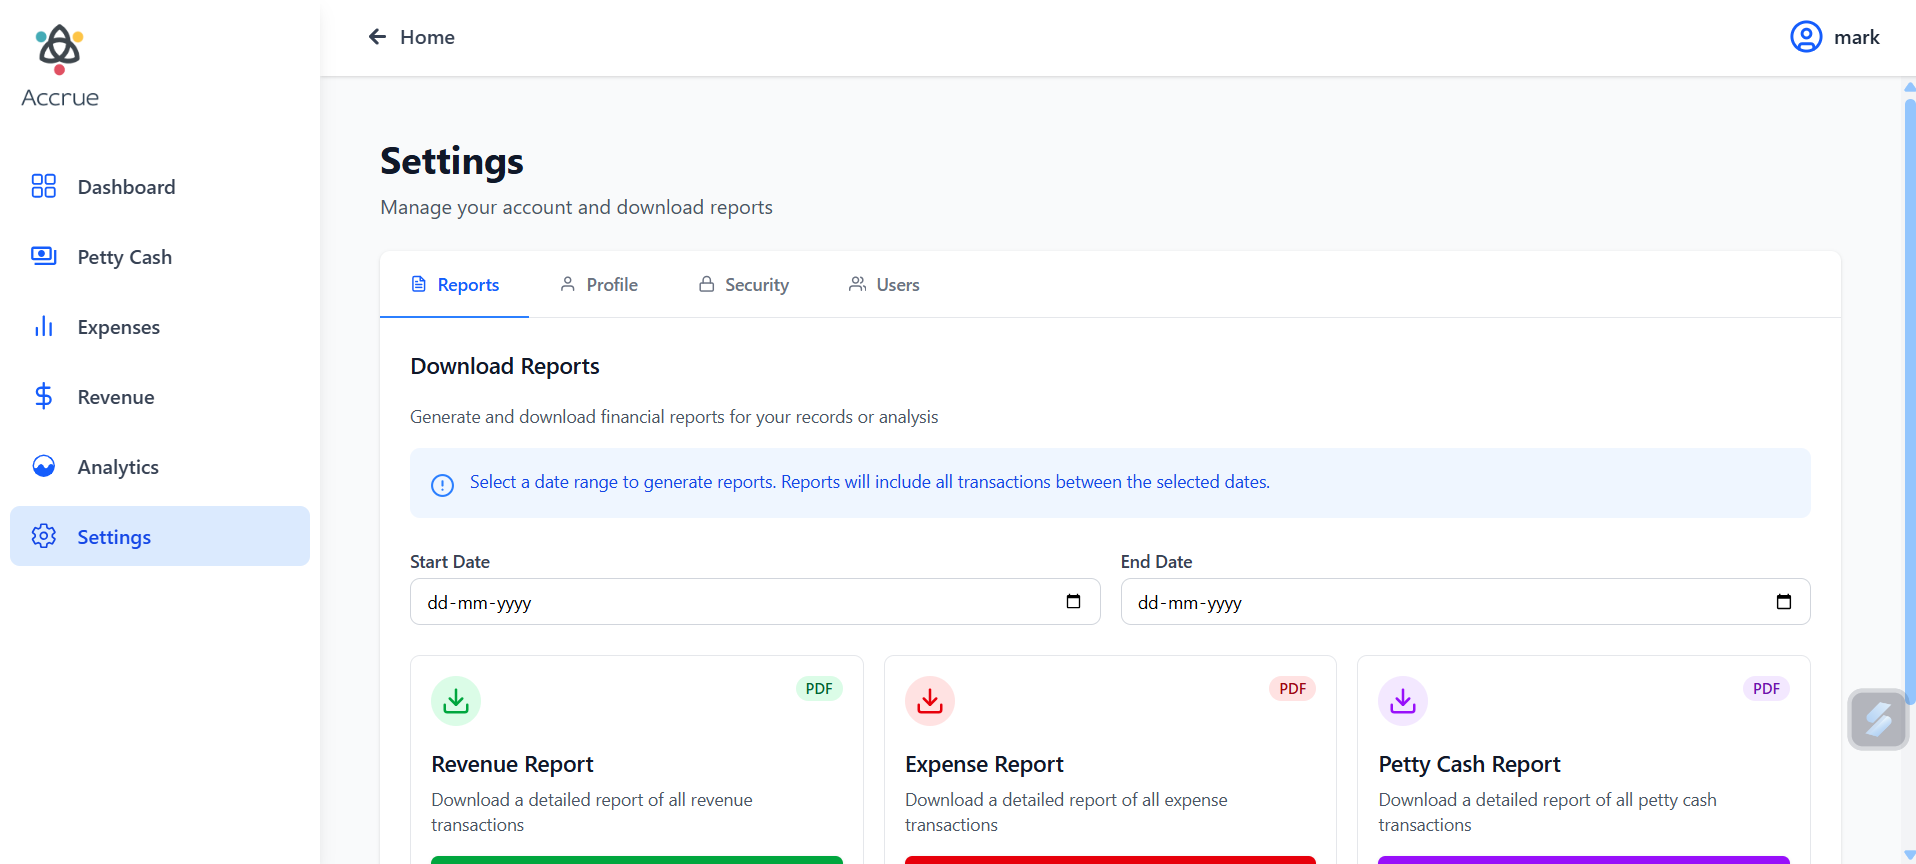 Accrue
Home
mark
Dashboard
Petty Cash
Expenses
Revenue
Analytics
Settings
Settings
Manage your account and download reports
Reports
Profile
Security
Users
Download Reports
Generate and download financial reports for your records or analysis
Select a date range to generate reports. Reports will include all transactions between the selected dates.
Start Date
dd-mm-yyyy
End Date
dd-mm-yyyy
PDF
Revenue Report
Download a detailed report of all revenue
transactions
PDF
Expense Report
Download a detailed report of all expense
transactions
PDF
Petty Cash Report
Download a detailed report of all petty cash
transactions